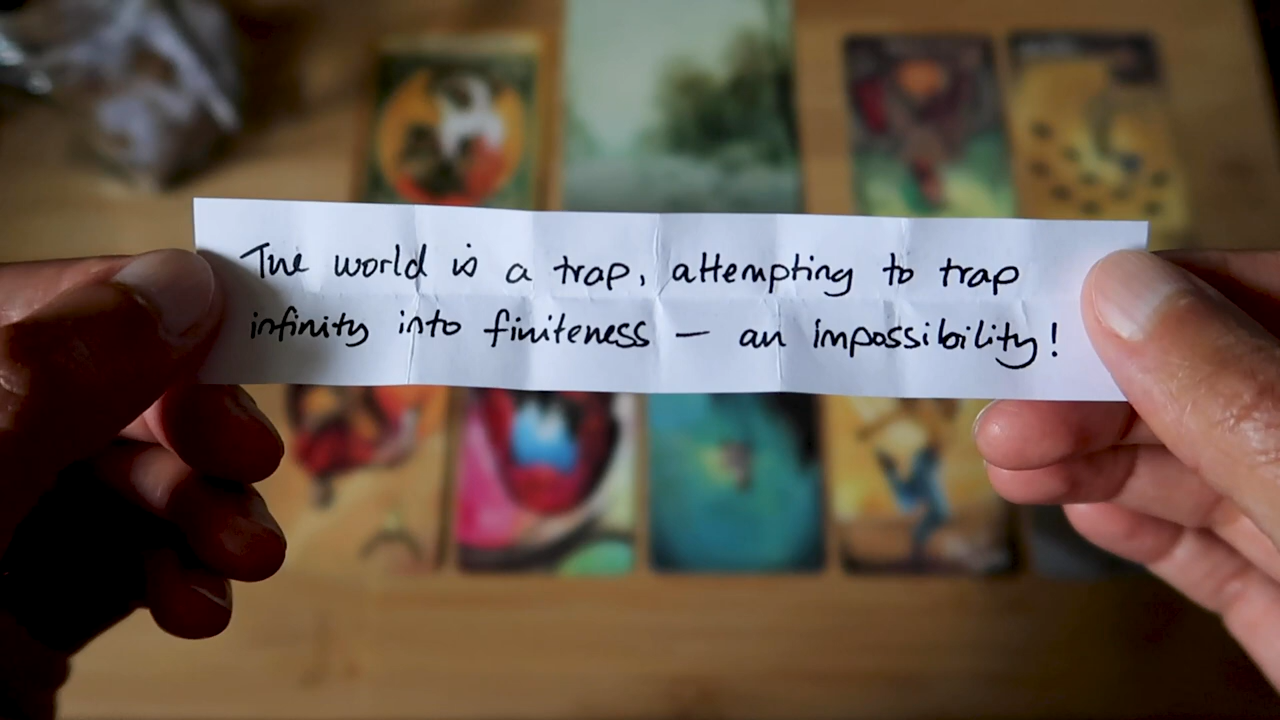 The world is a trap, attempting to trap
infinity into finiteness — an impossibility!